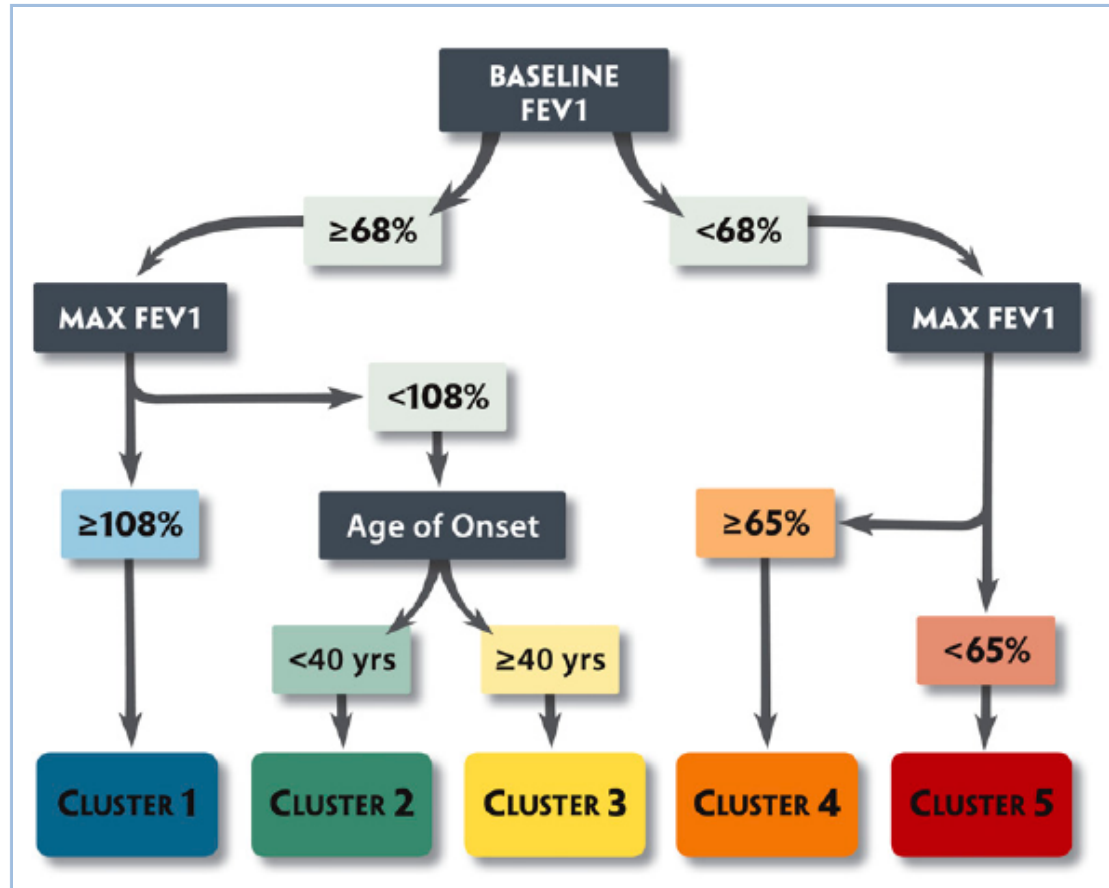 BASELINE
FEV1
≥68%
<68%
MAX FEV1
MAX FEV1
<108%
≥108%
Age of Onset
≥65%
<40 yrs
≥40 yrs
<65%
CLUSTER 1
CLUSTER 2
CLUSTER 3
CLUSTER 4
CLUSTER 5